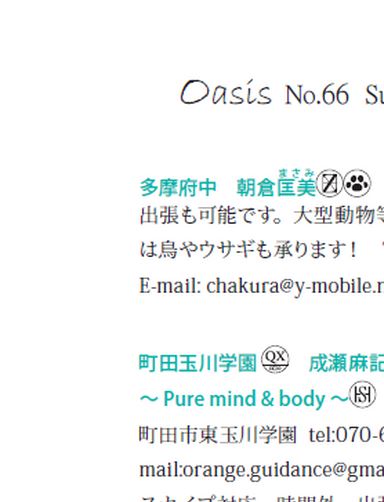 Oasis No.66 Su
まさみ
多摩府中 朝倉匡美
出張も可能です。大型動物等
は鳥やウサギも承ります!
E-mail: chakura@y-mobile.n
町田玉川学園 QX 成瀬麻記
~ Pure mind & body ~
町田市東玉川学園 tel:070-6
mail:orange.guidance@gma